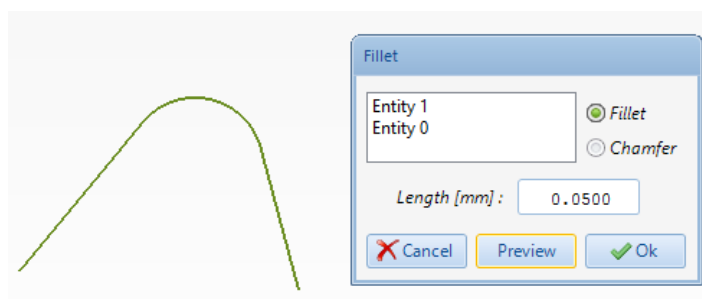 Fillet
Entity 1
Entity 0
Fillet
Chamfer
Length [mm] : 0.0500
Cancel Preview Ok